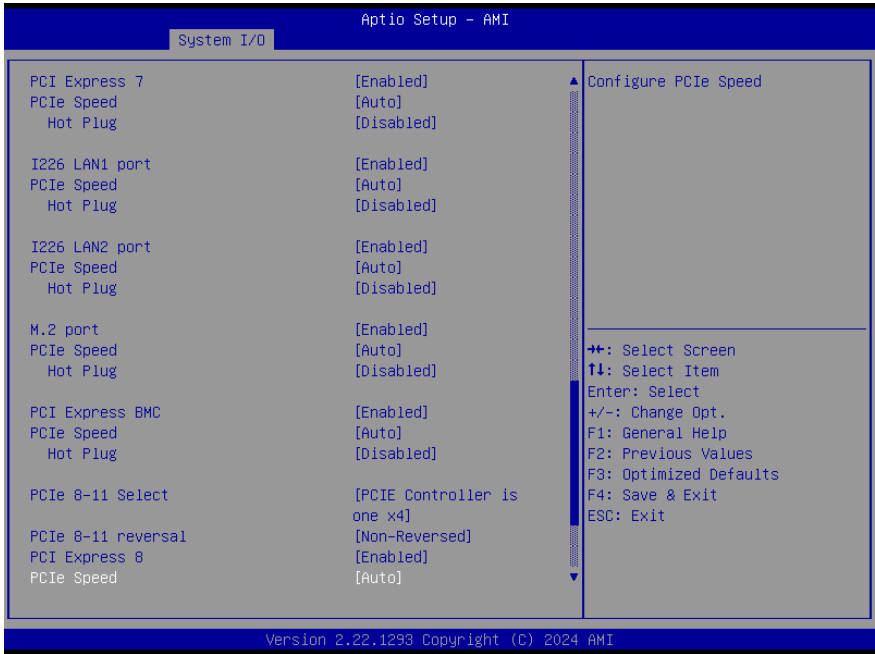 Aptio Setup – AMI
System I/O
PCI Express 7 [Enabled]
PCIe Speed [Auto]
Hot Plug [Disabled]
I226 LAN1 port [Enabled]
PCIe Speed [Auto]
Hot Plug [Disabled]
I226 LAN2 port [Enabled]
PCIe Speed [Auto]
Hot Plug [Disabled]
M.2 port [Enabled]
PCIe Speed [Auto]
Hot Plug [Disabled]
PCI Express BMC [Enabled]
PCIe Speed [Auto]
Hot Plug [Disabled]
PCIe 8-11 Select [PCIE Controller is
one x4]
PCIe 8-11 reversal [Non-Reversed]
PCI Express 8 [Enabled]
PCIe Speed [Auto]
Configure PCIe Speed
→←: Select Screen
↑↓: Select Item
Enter: Select
+/-: Change Opt.
F1: General Help
F2: Previous Values
F3: Optimized Defaults
F4: Save & Exit
ESC: Exit
Version 2.22.1293 Copyright (C) 2024 AMI